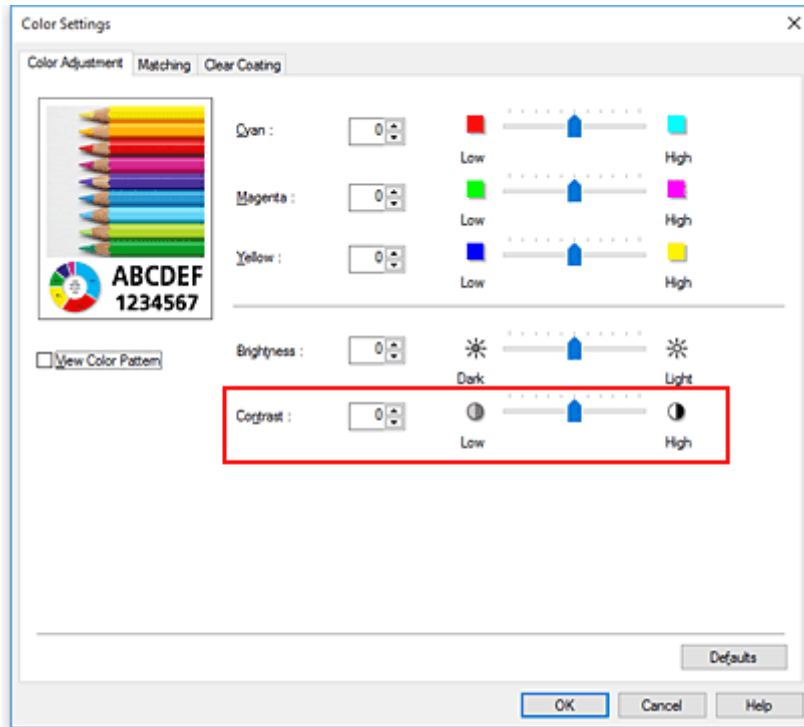 Color Settings
Color Adjustment Matching Clear Coating
Cyan : 0
Low High
Magenta : 0
Low High
Yellow : 0
Low High
ABCDEF
1234567
View Color Pattern
Brightness : 0
Dark Light
Contrast : 0
Low High
Defaults
OK Cancel Help